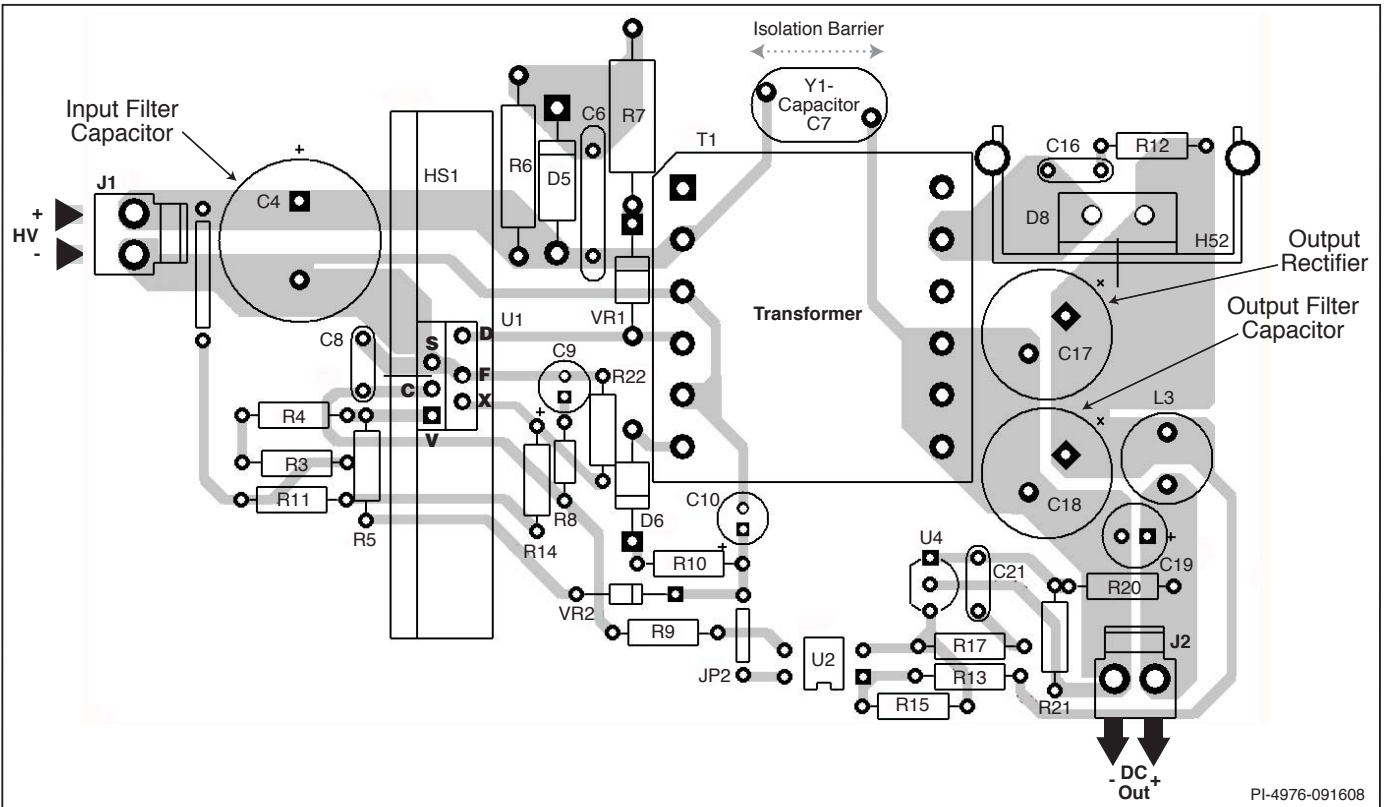 Isolation Barrier
Y1-
Capacitor
C7
Input Filter
Capacitor
+
J1
+
HV
-
C4
HS1
R6
D5
C6
R7
T1
C16
R12
D8
H52
Output
Rectifier
Output Filter
Capacitor
Transformer
VR1
U1
D
S
F
C
X
V
C8
C9
R22
+
x
C17
x
C18
L3
R4
R3
R11
R5
R14
R8
D6
C10
+
R10
U4
C21
+
C19
R20
VR2
R9
JP2
U2
R17
R13
R15
R21
J2
- DC +
Out
PI-4976-091608